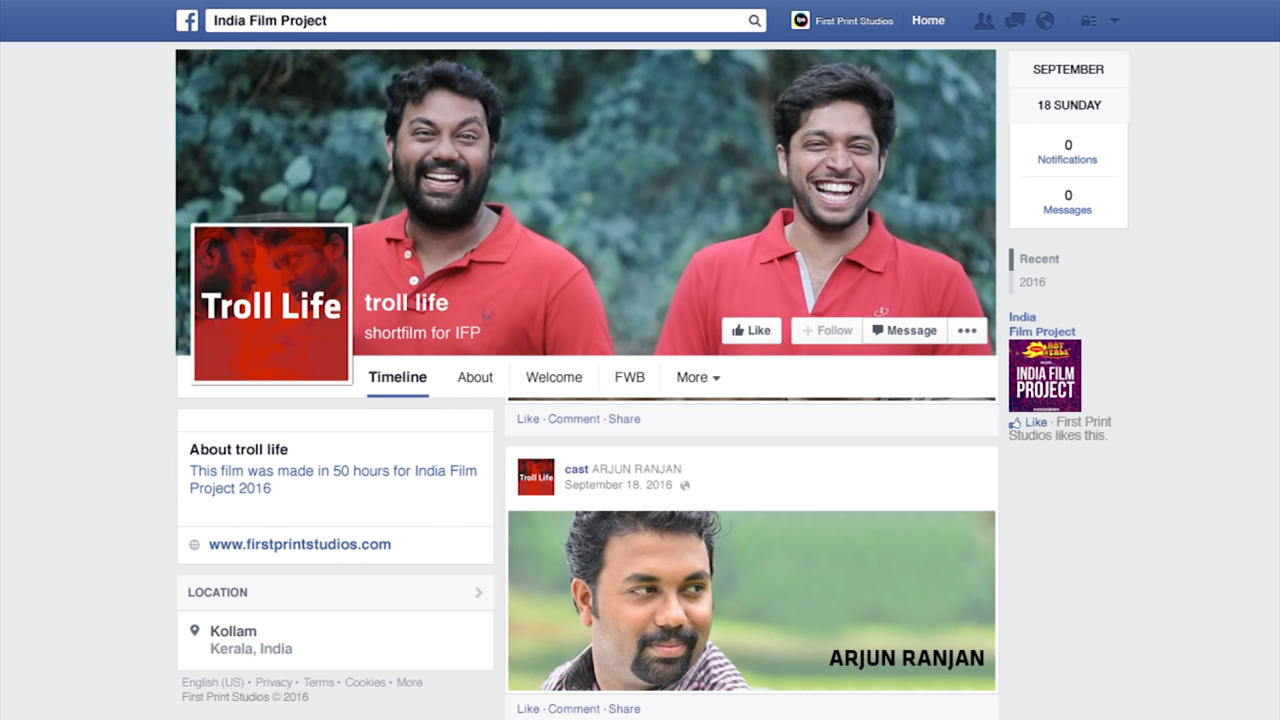 India Film Project
First Print Studios
Home
Troll Life
troll life
shortfilm for IFP
Like
+ Follow
Message
Timeline
About
Welcome
FWB
More
About troll life
This film was made in 50 hours for India Film
Project 2016
www.firstprintstudios.com
LOCATION
Kollam
Kerala, India
English (US) • Privacy • Terms • Cookies • More
First Print Studios © 2016
Like · Comment · Share
Troll Life
cast ARJUN RANJAN
September 18, 2016
ARJUN RANJAN
Like · Comment · Share
SEPTEMBER
18 SUNDAY
0
Notifications
0
Messages
Recent
2016
India
Film Project
INDIA FILM
PROJECT
Like · First Print
Studios likes this.